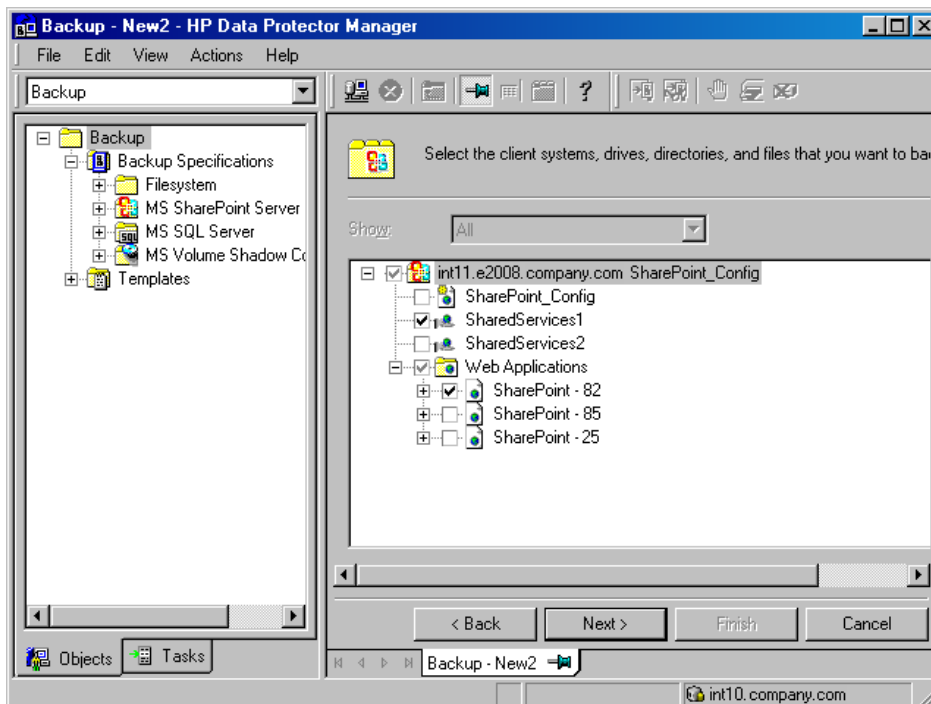 Backup - New2 - HP Data Protector Manager
File Edit View Actions Help
Backup
Backup
Backup Specifications
Filesystem
MS SharePoint Server
MS SQL Server
MS Volume Shadow Co
Templates
Objects
Tasks
Select the client systems, drives, directories, and files that you want to bac
Show:
All
int11.e2008.company.com SharePoint_Config
SharePoint_Config
SharedServices1
SharedServices2
Web Applications
SharePoint - 82
SharePoint - 85
SharePoint - 25
< Back
Next >
Finish
Cancel
Backup - New2
int10.company.com